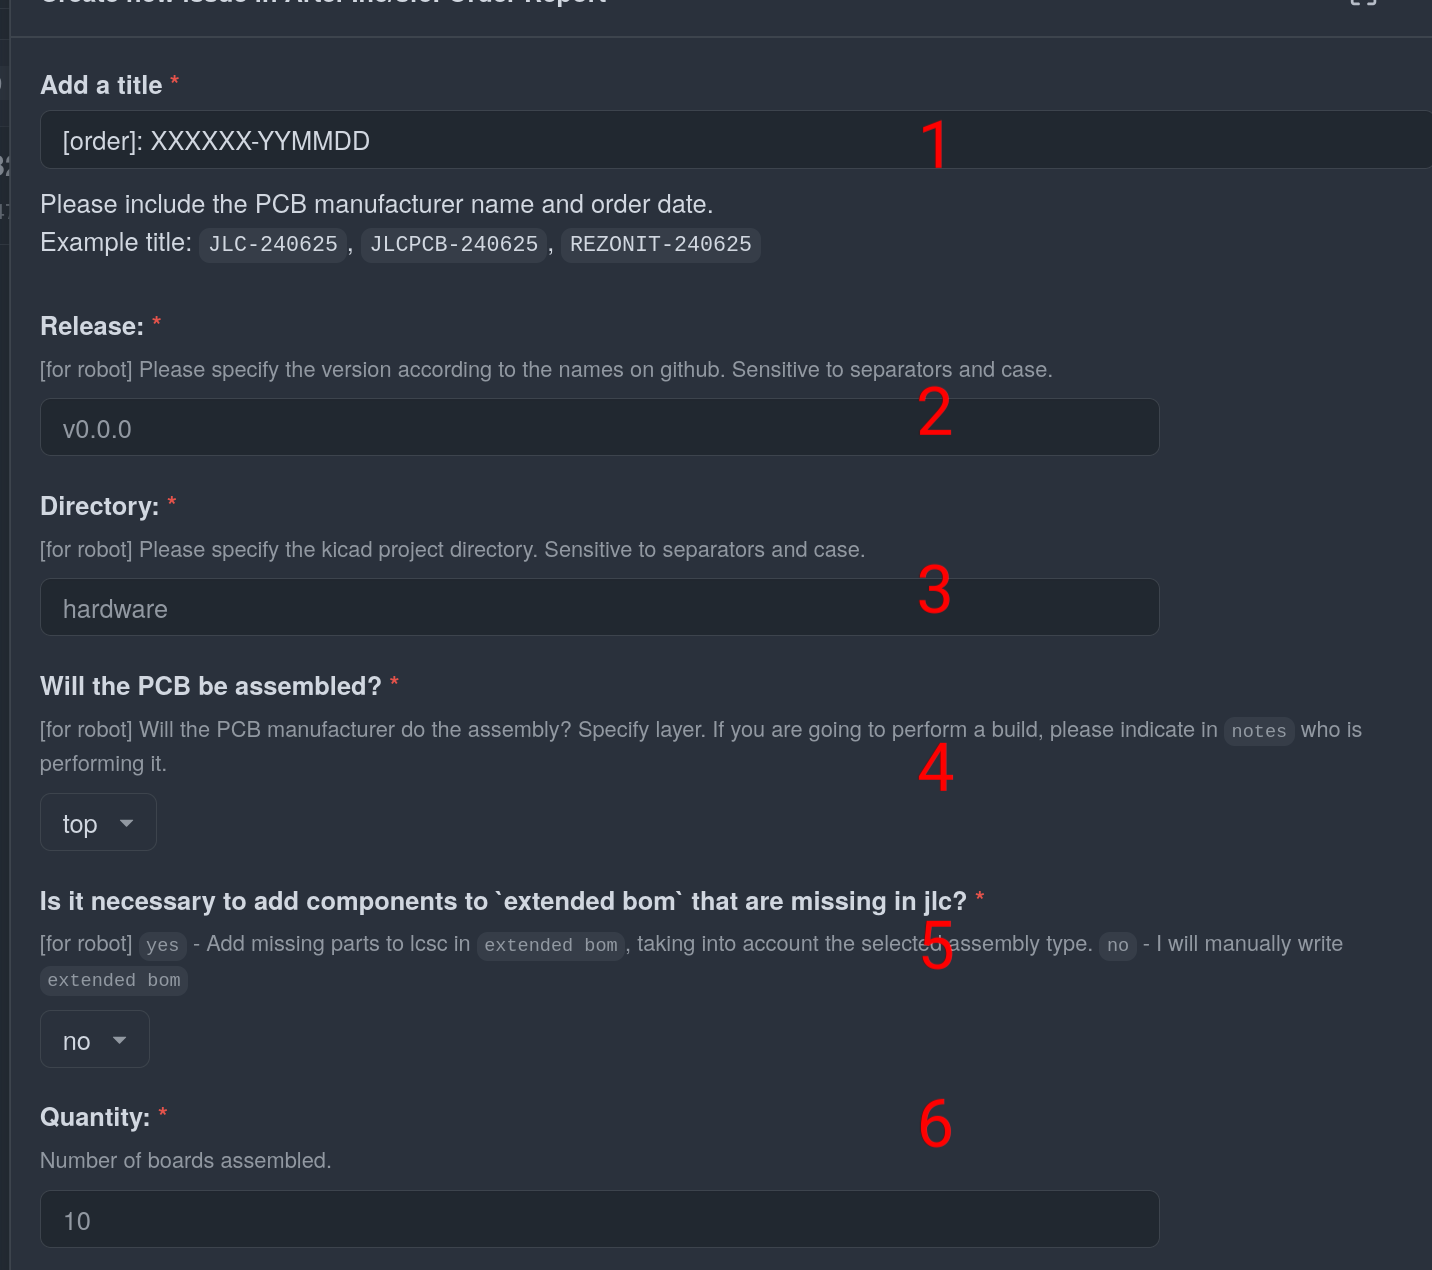 Add a title *
[order]: XXXXXX-YYMMDD
1
Please include the PCB manufacturer name and order date.
Example title: JLC-240625, JLCPCB-240625, REZONIT-240625
Release: *
[for robot] Please specify the version according to the names on github. Sensitive to separators and case.
2
v0.0.0
Directory: *
[for robot] Please specify the kicad project directory. Sensitive to separators and case.
3
hardware
Will the PCB be assembled? *
[for robot] Will the PCB manufacturer do the assembly? Specify layer. If you are going to perform a build, please indicate in notes who is
performing it.
4
top
Is it necessary to add components to `extended bom` that are missing in jlc? *
[for robot] yes - Add missing parts to lcsc in extended bom, taking into account the selected assembly type. no - I will manually write
5
extended bom
no
Quantity: *
6
Number of boards assembled.
10